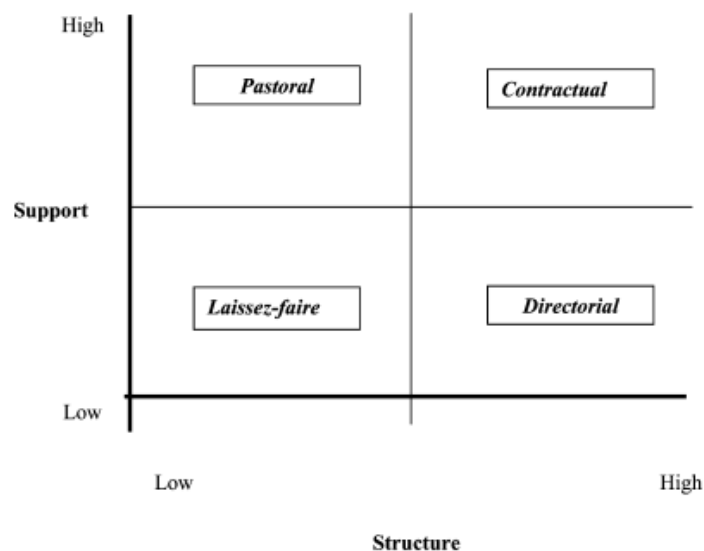 High
Pastoral
Contractual
Support
Laissez-faire
Directorial
Low
Low
High
Structure